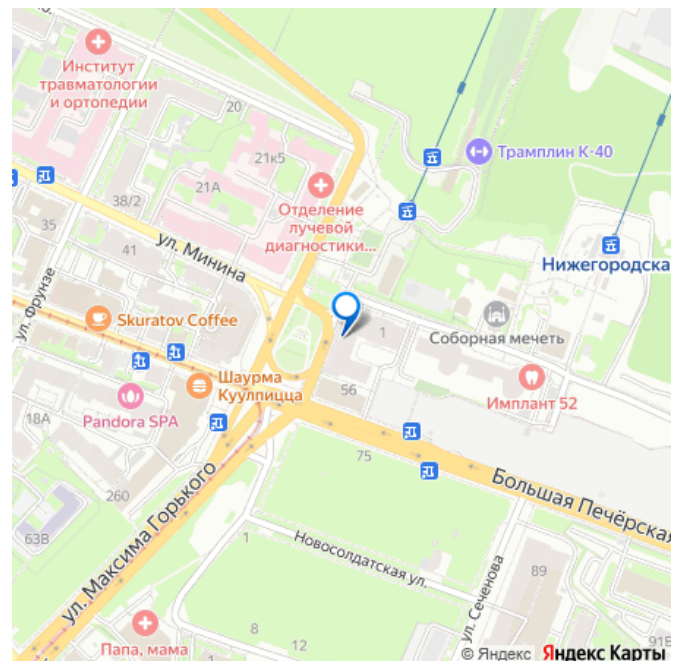 Институт
травматологии
и ортопедии
20
21к5
21А
Трамплин К-40
Отделение
лучевой
диагностики...
38/2
35
41
ул. Минина
Нижегородска
ул. Фрунзе
Skuratov Coffee
1
Соборная мечеть
Шаурма
Куулпицца
56
Имплант 52
18А
Pandora SPA
75
260
Большая Печёрская
63В
ул. Максима Горького
1
Новосолдатская ул.
ул. Сеченова
89
8
12
Папа, мама
91В
© Яндекс Яндекс Карты